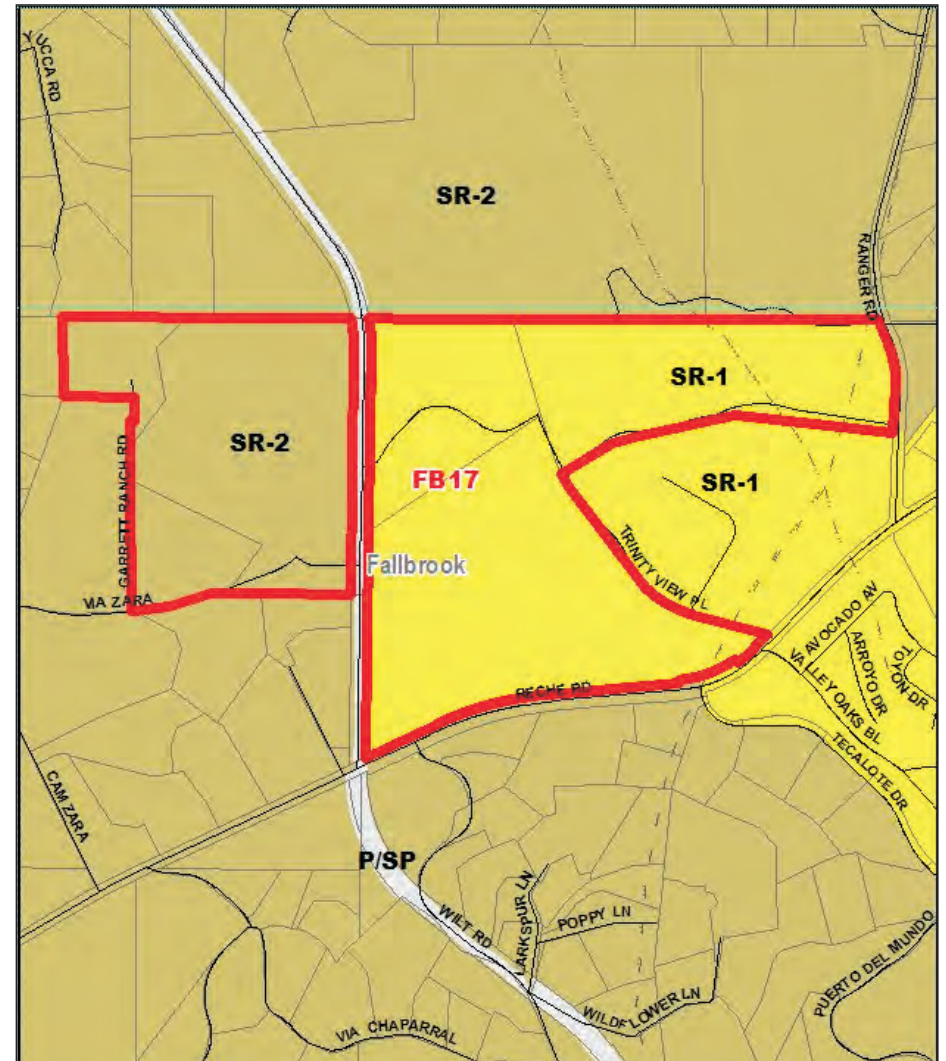 YUCCA RD
SR-2
RANGER RD
SR-1
SR-2
FB17
SR-1
GARRETT RANCH RD
Fallbrook
TRINITY VIEW PL
VIA ZARA
AVOCADO AV
TOYON DR
ARROYO DR
VALLEY OAKS BL
RECHE RD
TECALOTE DR
CAM ZARA
P/SP
LARKSPUR LN
POPPY LN
WILT RD
PUERTO DEL MUNDO
WILDFLOWER LN
VIA CHAPARRAL